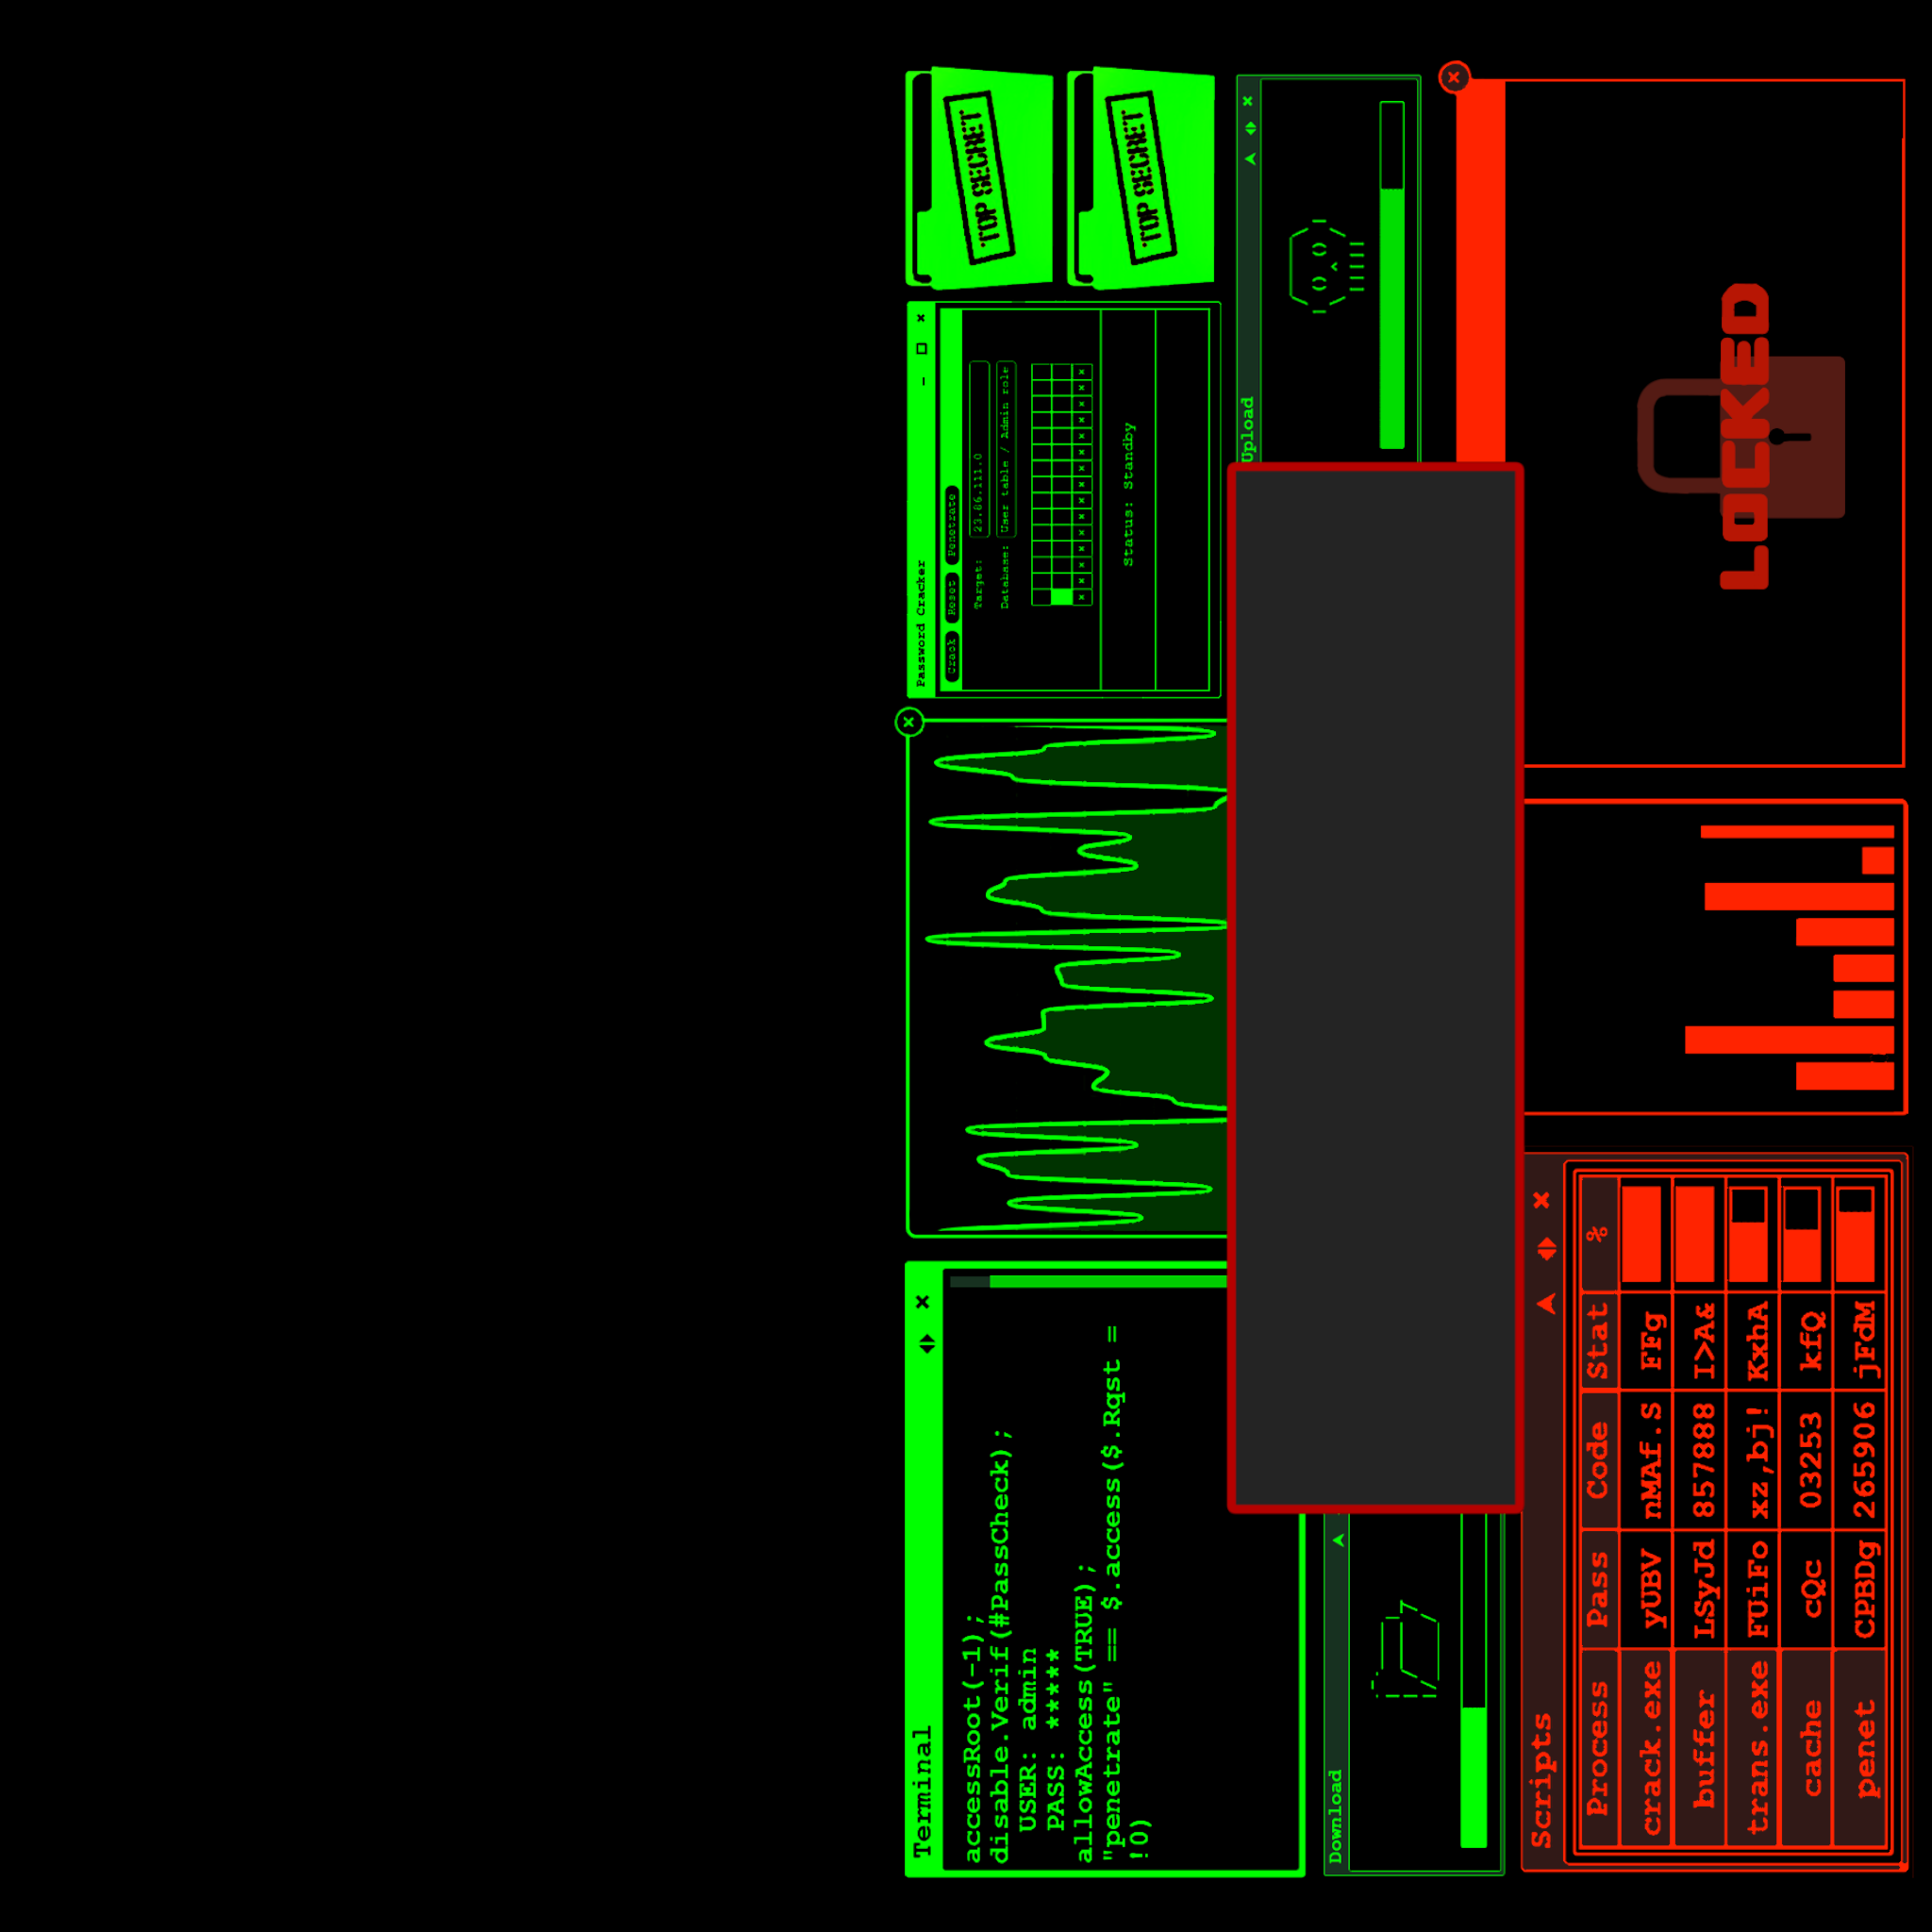 Terminal
accessRoot(-1);
disable.Verif(#PassCheck);
USER: admin
PASS: *****
allowAccess(TRUE);
"penetrate" == $.access($.Rqst =
!0)
Password Cracker
Crack Reset Penetrate
Target: 23.66.111.0
Database: User table / Admin role
Status: Standby
TOP SECRET
TOP SECRET
Upload
Download
LOCKED
Scripts
Process Pass Code Stat %
crack.exe yUBV nMAf.S FFg
buffer LSyJd 857888 I>A&
trans.exe FUiFo xz,bj! KxhA
cache cQc 03253 kfQ
penet CPBDg 265906 jFdM